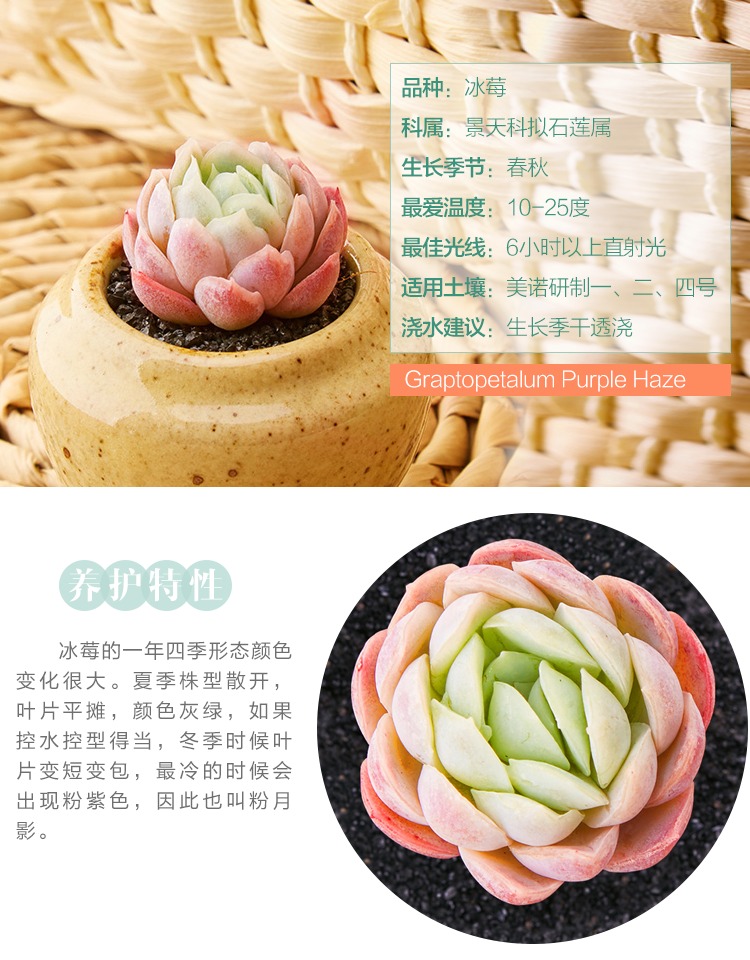 品种：冰莓
科属：景天科拟石莲属
生长季节：春秋
最爱温度：10-25度
最佳光线：6小时以上直射光
适用土壤：美诺研制一、二、四号
浇水建议：生长季干透浇
Graptopetalum Purple Haze
养护特性
冰莓的一年四季形态颜色
变化很大。夏季株型散开，
叶片平摊，颜色灰绿，如果
控水控型得当，冬季时候叶
片变短变包，最冷的时候会
出现粉紫色，因此也叫粉月
影。